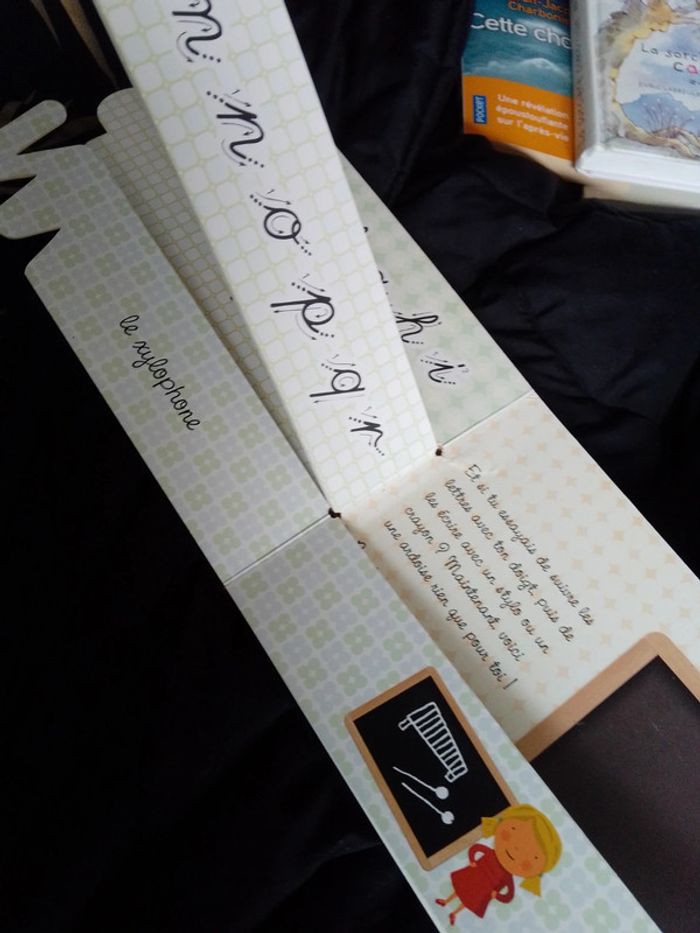 m
n
o
p
q
r
h
i
le xylophone
Et si tu essayais de suivre les
lettres avec ton doigt, puis de
les écrire avec un stylo ou un
crayon ? Maintenant, voici
une ardoise rien que pour toi !
Cette cho
POCKET
Une révélation
époustouflante
sur l'après-vie